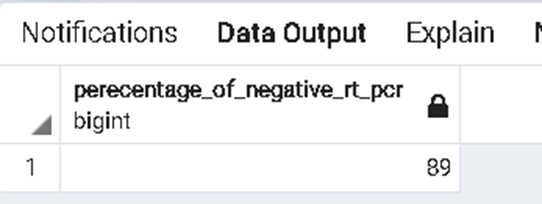 Notifications Data Output Explain
perecentage_of_negative_rt_pcr
bigint
1 89